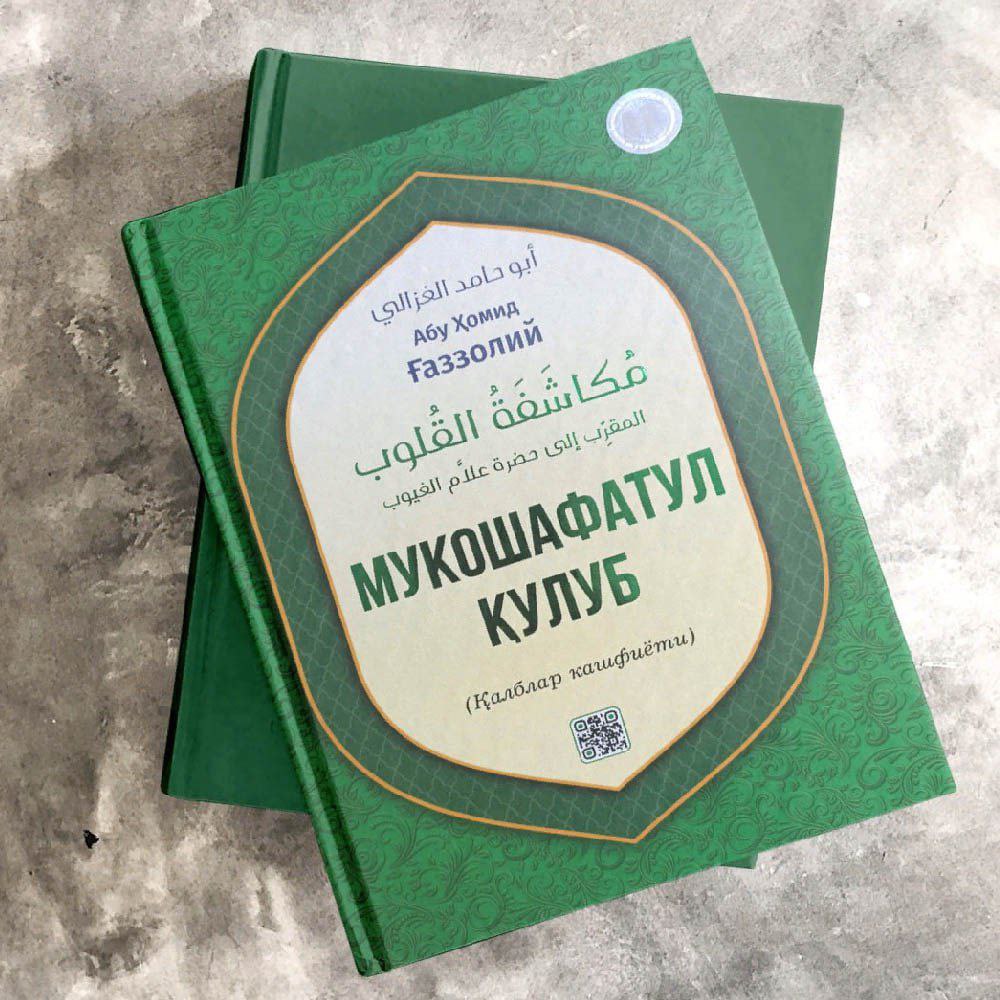 أبو حامد الغزالي
Абу Ҳомид
Ғаззолий
مُكاشَفَةُ القُلوب
المقرِّب إلى حضرة علاَّم الغيوب
МУКОШАФАТУЛ
ҚУЛУБ
(Қалблар кашфиёти)